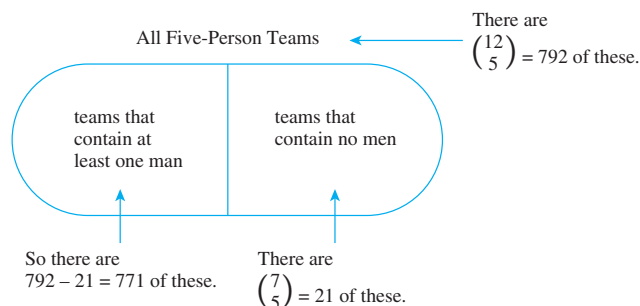 There are
All Five-Person Teams
(12
5) = 792 of these.
teams that
contain at
least one man
teams that
contain no men
So there are
792 – 21 = 771 of these.
There are
(7
5) = 21 of these.